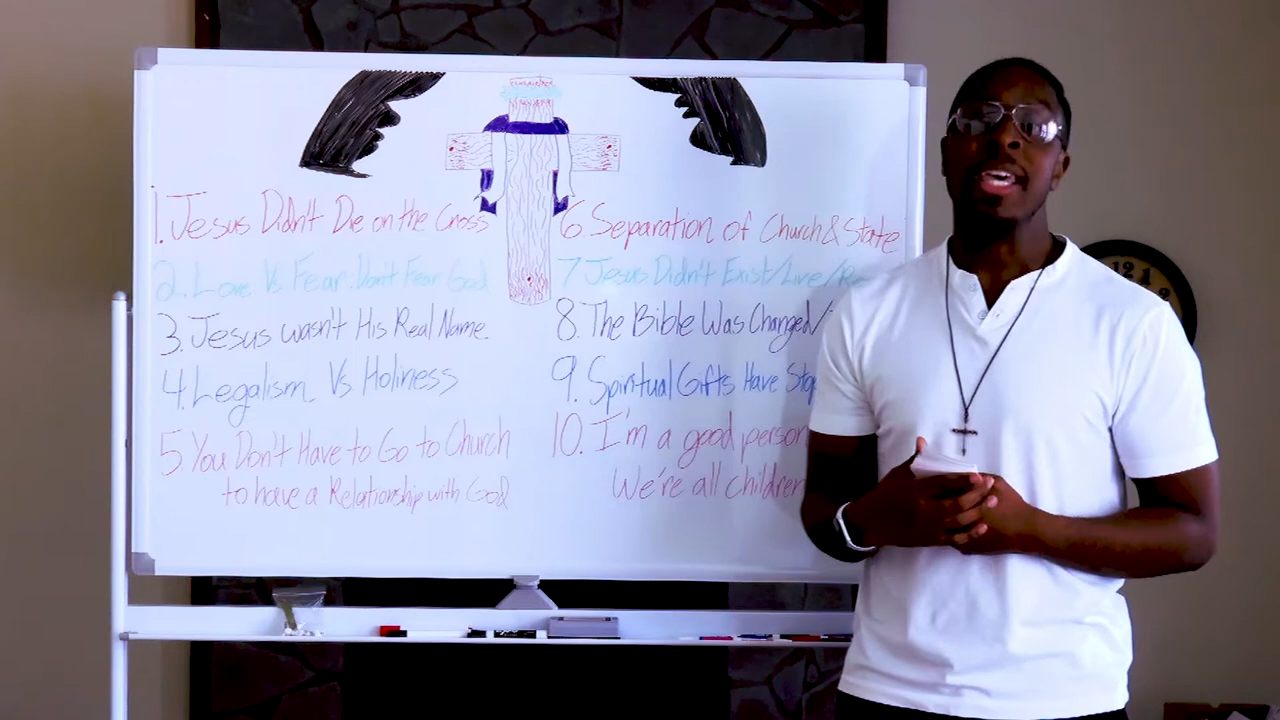 1. Jesus Didn't Die on the Cross
2. Love Vs Fear. Don't Fear God
3. Jesus wasn't His Real Name
4. Legalism Vs Holiness
5 You Don't Have to Go to Church
to have a Relationship with God
6 Separation of Church & State
7 Jesus Didn't Exist/Live/
8. The Bible Was Changed/
9. Spiritual Gifts Have
10. I'm a good person
We're all children
12
1
2